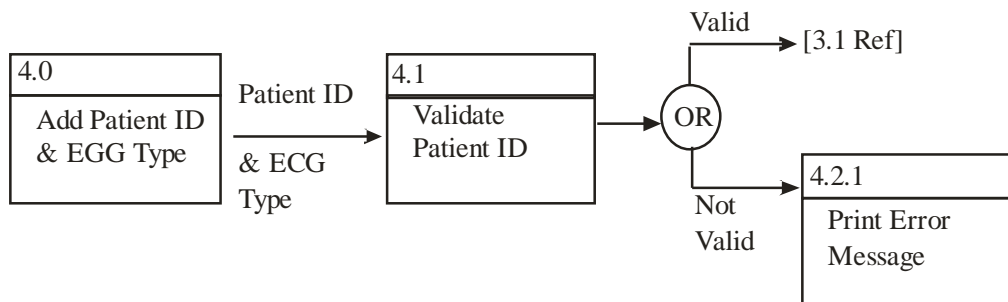 4.0
Add Patient ID
& EGG Type
Patient ID
& ECG
Type
4.1
Validate
Patient ID
OR
Valid
[3.1 Ref]
Not
Valid
4.2.1
Print Error
Message